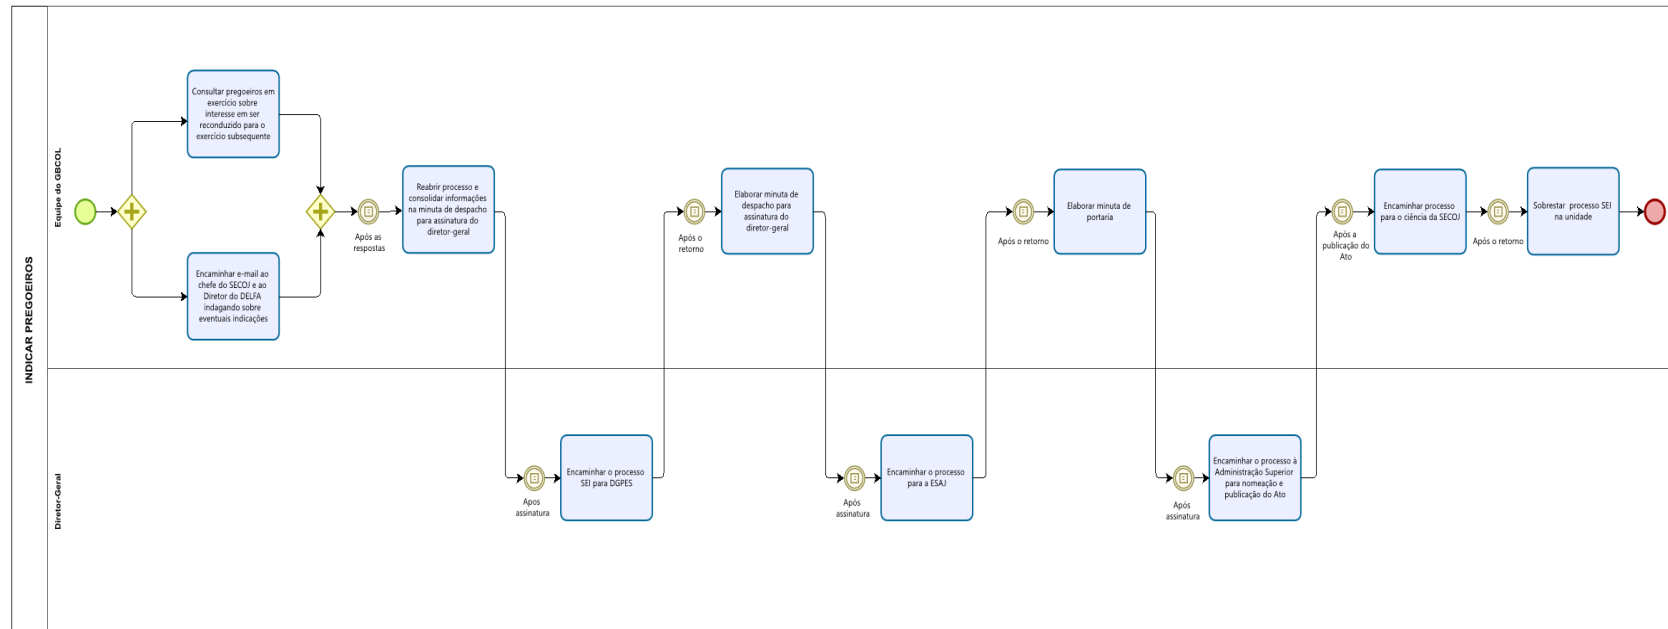 INDICAR PREGOEIROS
Equipe do GBCOL
Consultar pregoeiros em
exercício sobre
interesse em ser
reconduzido para o
exercício subsequente
Encaminhar e-mail ao
chefe do SECOJ e ao
Diretor do DELFA
indagando sobre
eventuais indicações
Após as
respostas
Reabrir processo e
consolidar informações
na minuta de despacho
para assinatura do
diretor-geral
Após o
retorno
Elaborar minuta de
despacho para
assinatura do
diretor-geral
Após o retorno
Elaborar minuta de
portaria
Após a
publicação do
Ato
Encaminhar processo
para o ciência da SECOJ
Após o retorno
Sobrestar processo SEI
na unidade
Diretor-Geral
Apos
assinatura
Encaminhar o processo
SEI para DGPES
Após
assinatura
Encaminhar o processo
para a ESAJ
Após
assinatura
Encaminhar o processo à
Administração Superior
para nomeação e
publicação do Ato